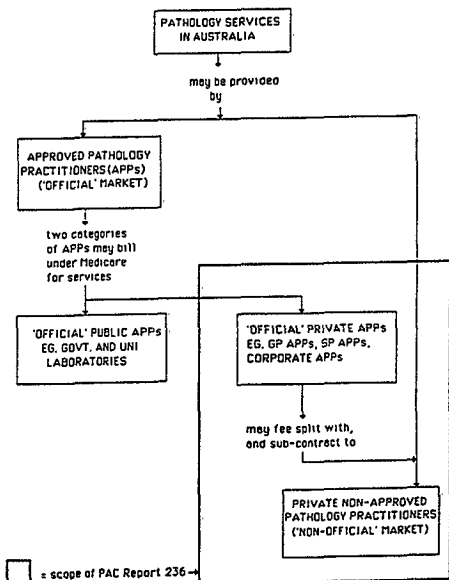 PATHOLOGY SERVICES
IN AUSTRALIA
may be provided
by
APPROVED PATHOLOGY
PRACTITIONERS(APPs)
('OFFICIAL' MARKET)
two categories
of APPs may bill
under Medicare
for services
'OFFICIAL' PUBLIC APPs
EG. GOVT. AND UNI
LABORATORIES
'OFFICIAL' PRIVATE APPs
EG. GP APPs, SP APPs,
CORPORATE APPs
may fee split with,
and sub-contract to
PRIVATE NON-APPROVED
PATHOLOGY PRACTITIONERS
('NON-OFFICIAL' MARKET)
= scope of PAC Report 236